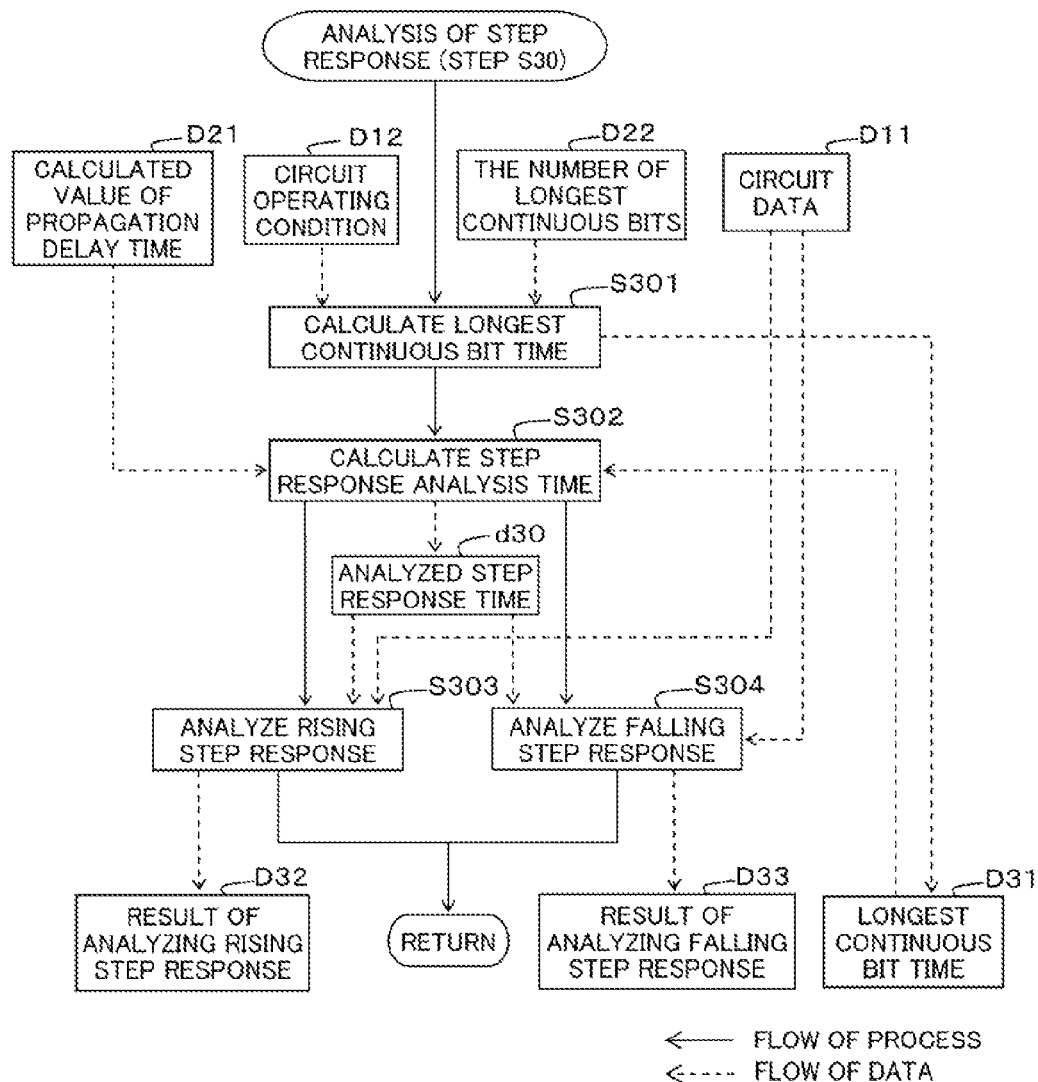 ANALYSIS OF STEP
RESPONSE (STEP S30)
D21
CALCULATED
VALUE OF
PROPAGATION
DELAY TIME
D12
CIRCUIT
OPERATING
CONDITION
D22
THE NUMBER OF
LONGEST
CONTINUOUS BITS
D11
CIRCUIT
DATA
S301
CALCULATE LONGEST
CONTINUOUS BIT TIME
S302
CALCULATE STEP
RESPONSE ANALYSIS TIME
d30
ANALYZED STEP
RESPONSE TIME
S303
ANALYZE RISING
STEP RESPONSE
S304
ANALYZE FALLING
STEP RESPONSE
D32
RESULT OF
ANALYZING RISING
STEP RESPONSE
RETURN
D33
RESULT OF
ANALYZING FALLING
STEP RESPONSE
D31
LONGEST
CONTINUOUS
BIT TIME
FLOW OF PROCESS
FLOW OF DATA